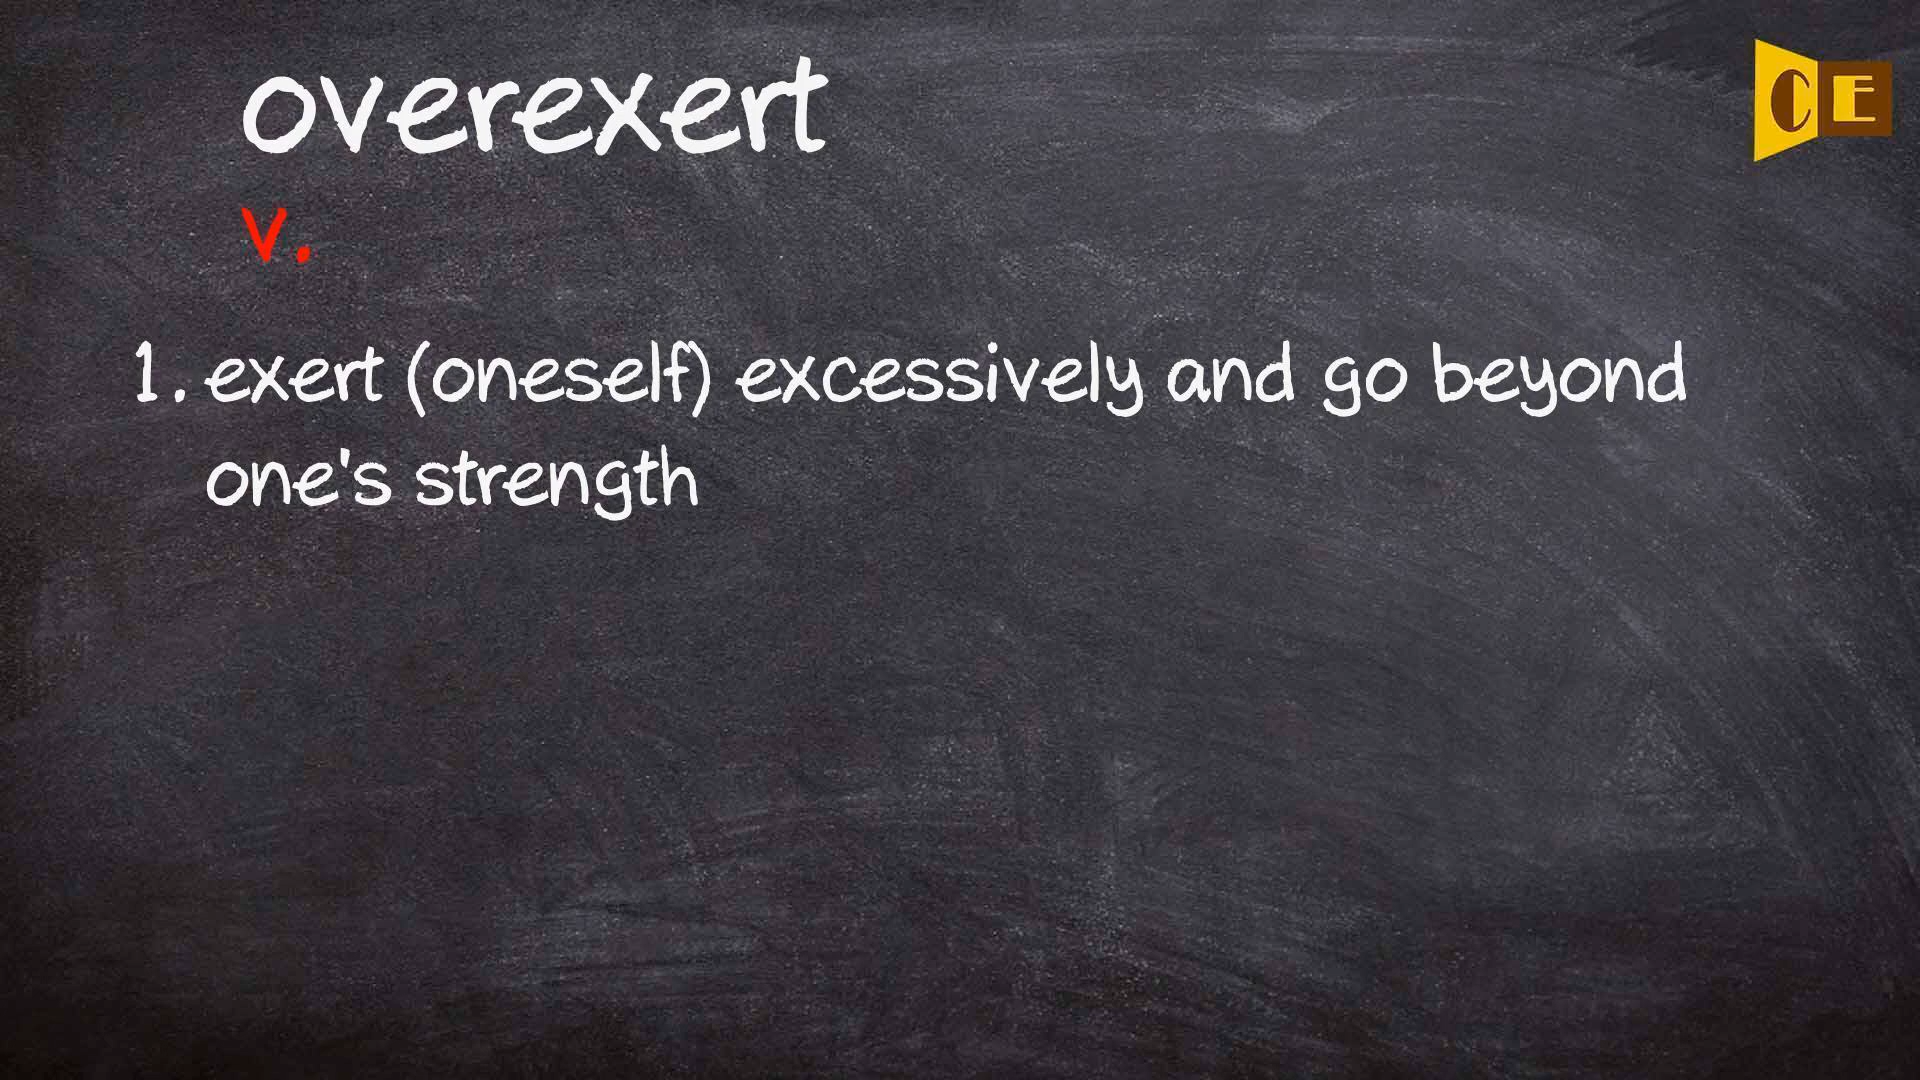 overexert
CE
v.
1. exert (oneself) excessively and go beyond
one's strength